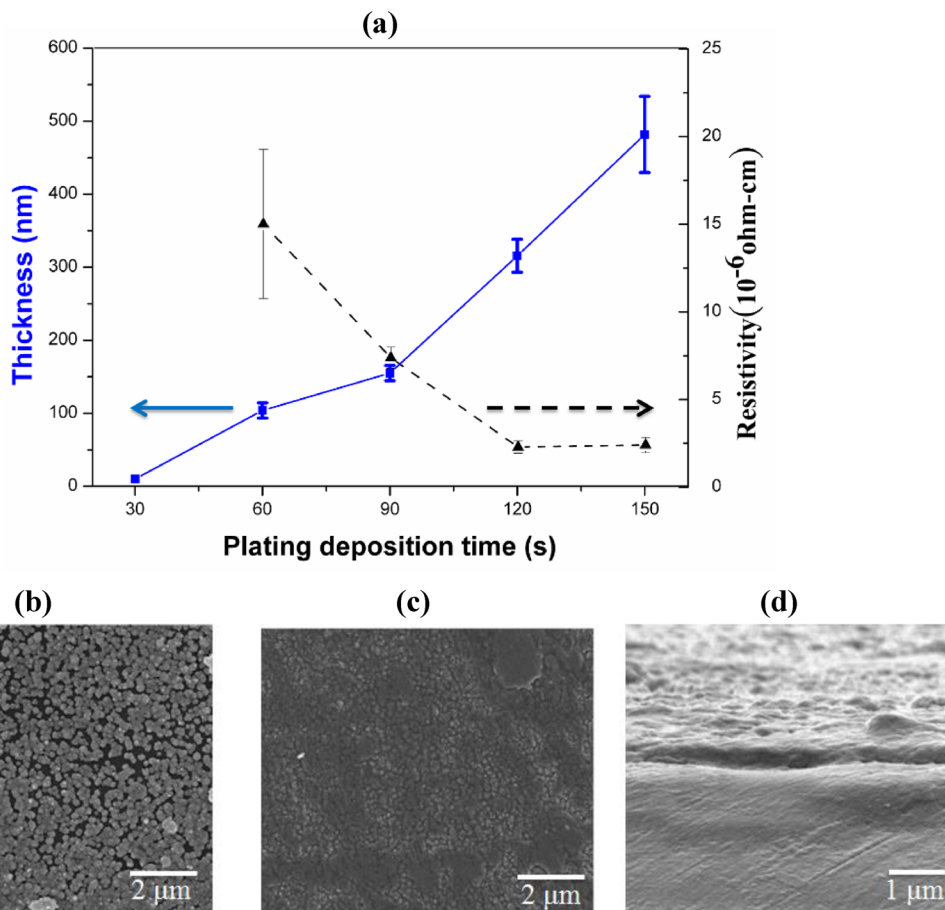 (a)
600
500
400
300
200
100
0
Thickness (nm)
25
20
15
10
5
0
Resistivity(10⁻⁶ohm-cm)
30 60 90 120 150
Plating deposition time (s)
(b) (c) (d)
2 μm 2 μm 1 μm